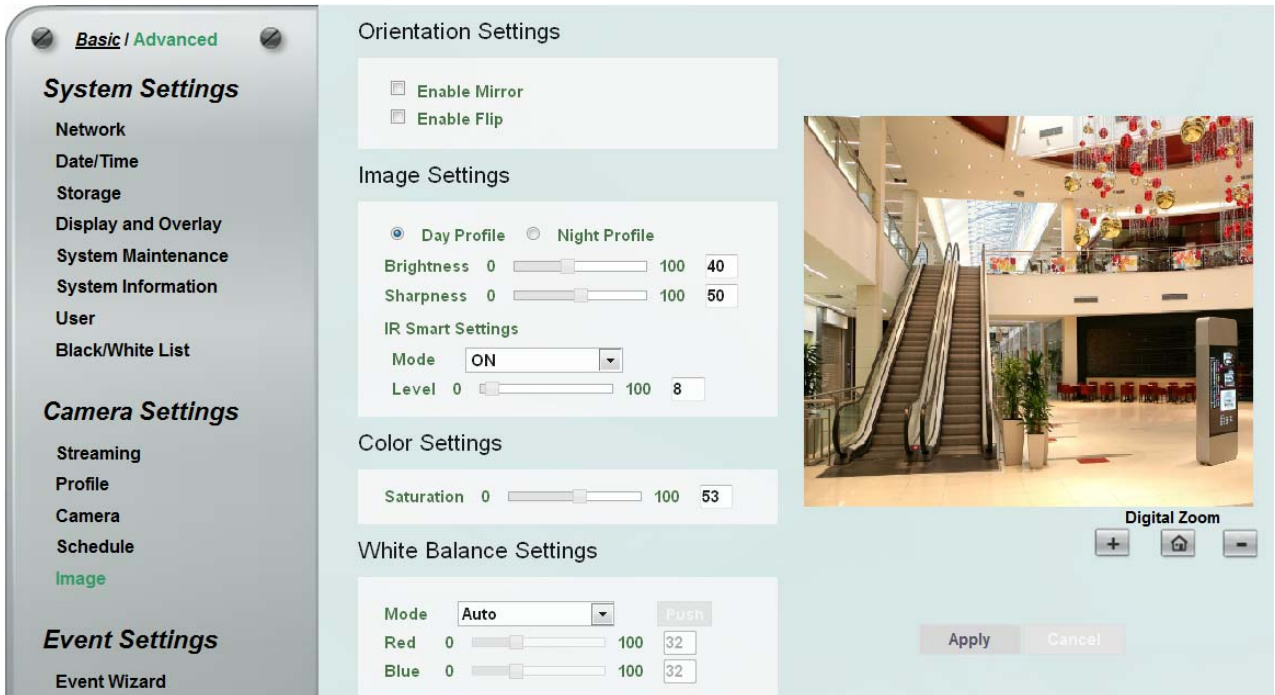 Basic / Advanced
System Settings
Network
Date/Time
Storage
Display and Overlay
System Maintenance
System Information
User
Black/White List
Camera Settings
Streaming
Profile
Camera
Schedule
Image
Event Settings
Event Wizard
Orientation Settings
Enable Mirror
Enable Flip
Image Settings
Day Profile Night Profile
Brightness 0 100 40
Sharpness 0 100 50
IR Smart Settings
Mode ON
Level 0 100 8
Color Settings
Saturation 0 100 53
White Balance Settings
Mode Auto Push
Red 0 100 32
Blue 0 100 32
Digital Zoom
+ -
Apply Cancel